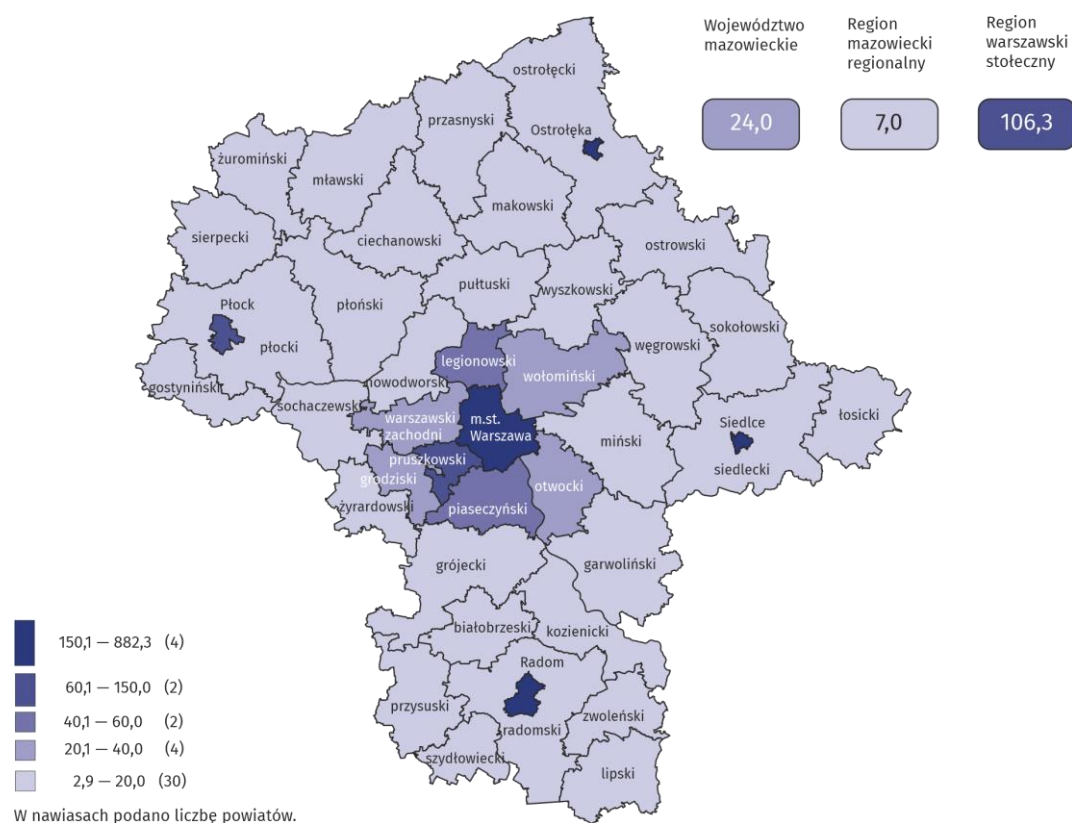 Województwo
mazowieckie
Region
mazowiecki
regionalny
Region
warszawski
stołeczny
24,0
7,0
106,3
ostrołęcki
przasnyski
Ostrołęka
żuromiński
mławski
makowski
sierpecki
ciechanowski
ostrowski
pułtuski
wyszkowski
Płock
płoński
sokołowski
płocki
węgrowski
legionowski
wołomiński
gostyniński
nowodworski
sochaczewski
łosicki
warszawski
zachodni
m.st.
Warszawa
Siedlce
miński
pruszkowski
siedlecki
grodziski
otwocki
żyrardowski
piaseczyński
grójecki
garwoliński
białobrzeski
kozienicki
Radom
przysuski
zwoleński
radomski
szydłowiecki
lipski
150,1 — 882,3 (4)
60,1 — 150,0 (2)
40,1 — 60,0 (2)
20,1 — 40,0 (4)
2,9 — 20,0 (30)
W nawiasach podano liczbę powiatów.